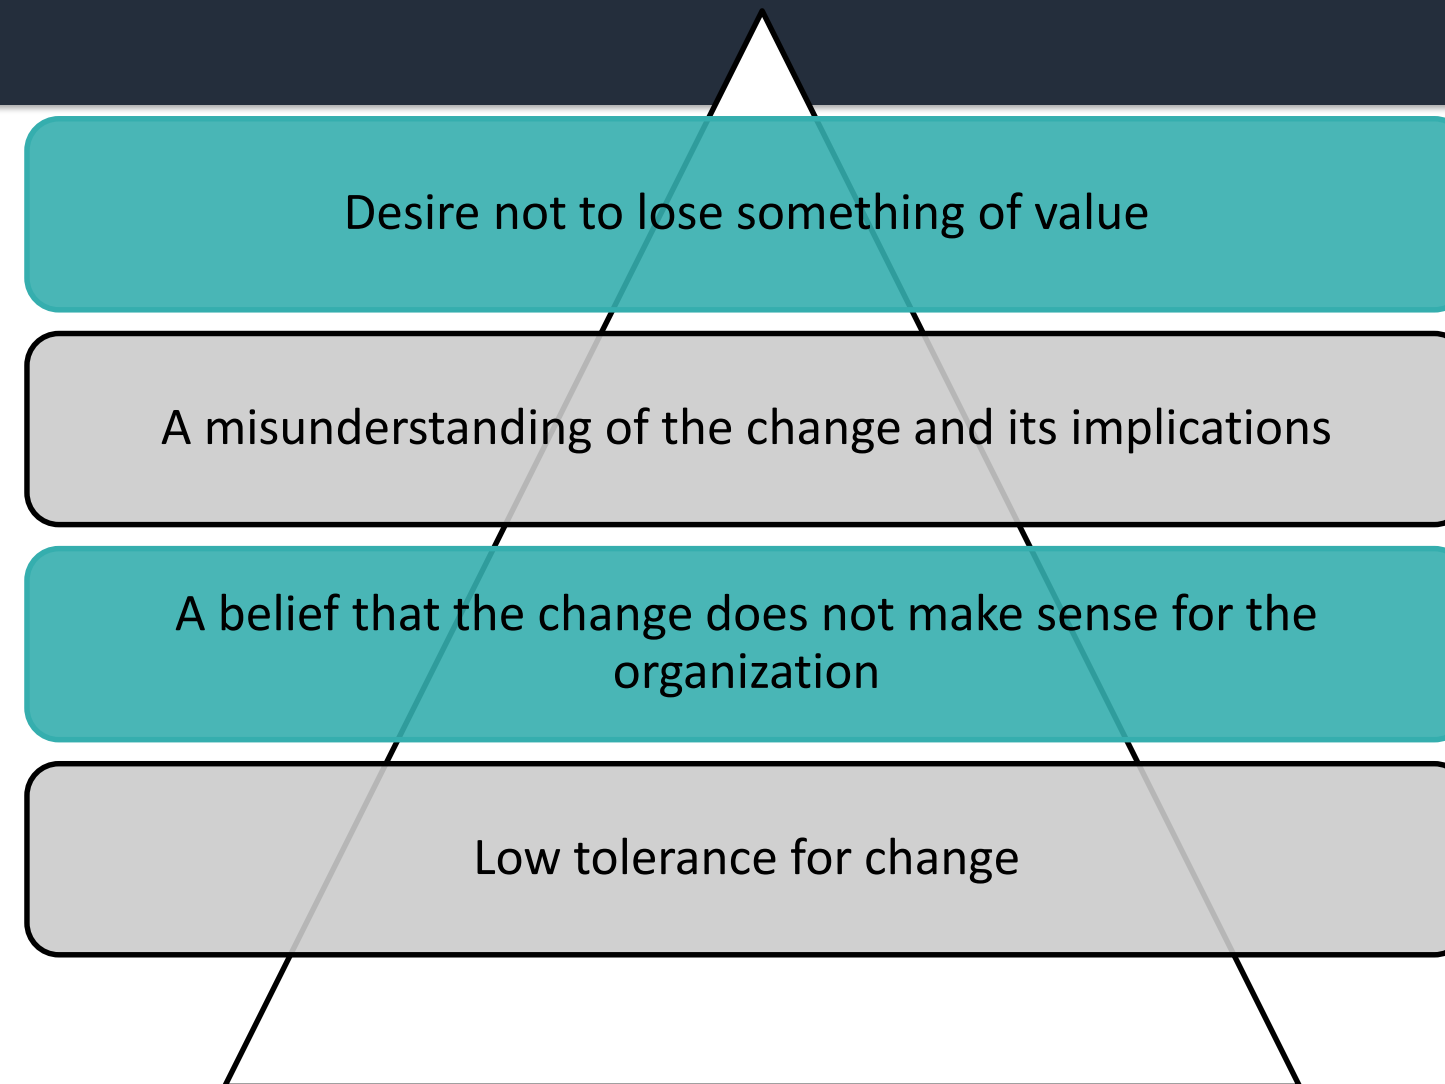 Desire not to lose something of value
A misunderstanding of the change and its implications
A belief that the change does not make sense for the
organization
Low tolerance for change